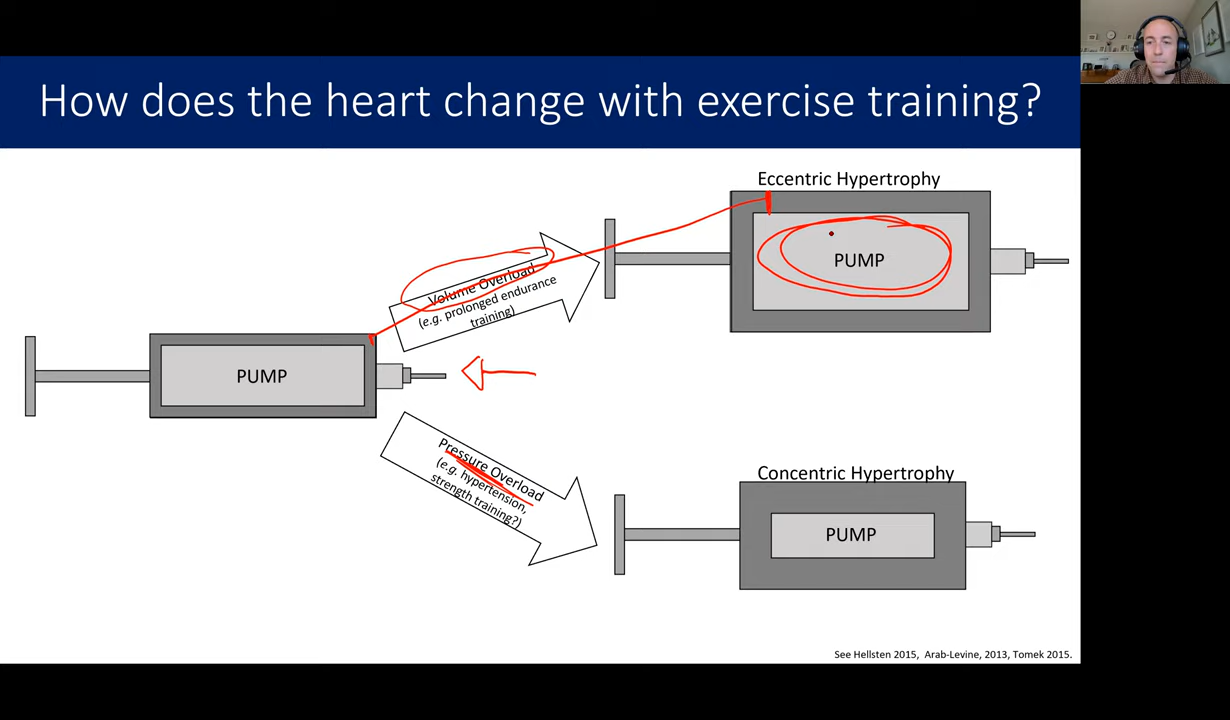 How does the heart change with exercise training?
Eccentric Hypertrophy
PUMP
Volume Overload
(e.g. prolonged endurance
training)
PUMP
Pressure Overload
(e.g. hypertension,
strength training?)
Concentric Hypertrophy
PUMP
See Hellsten 2015, Arab-Levine, 2013, Tomek 2015.